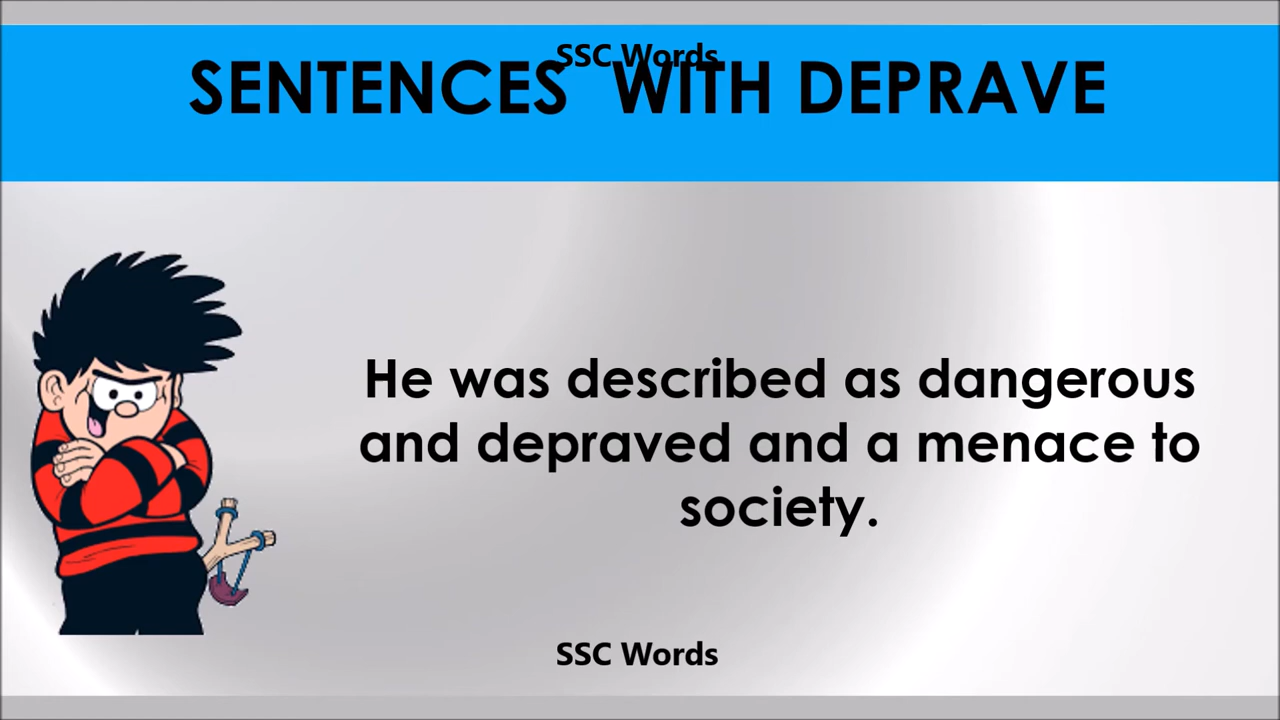 SSC Words
SENTENCES WITH DEPRAVE
He was described as dangerous
and depraved and a menace to
society.
SSC Words